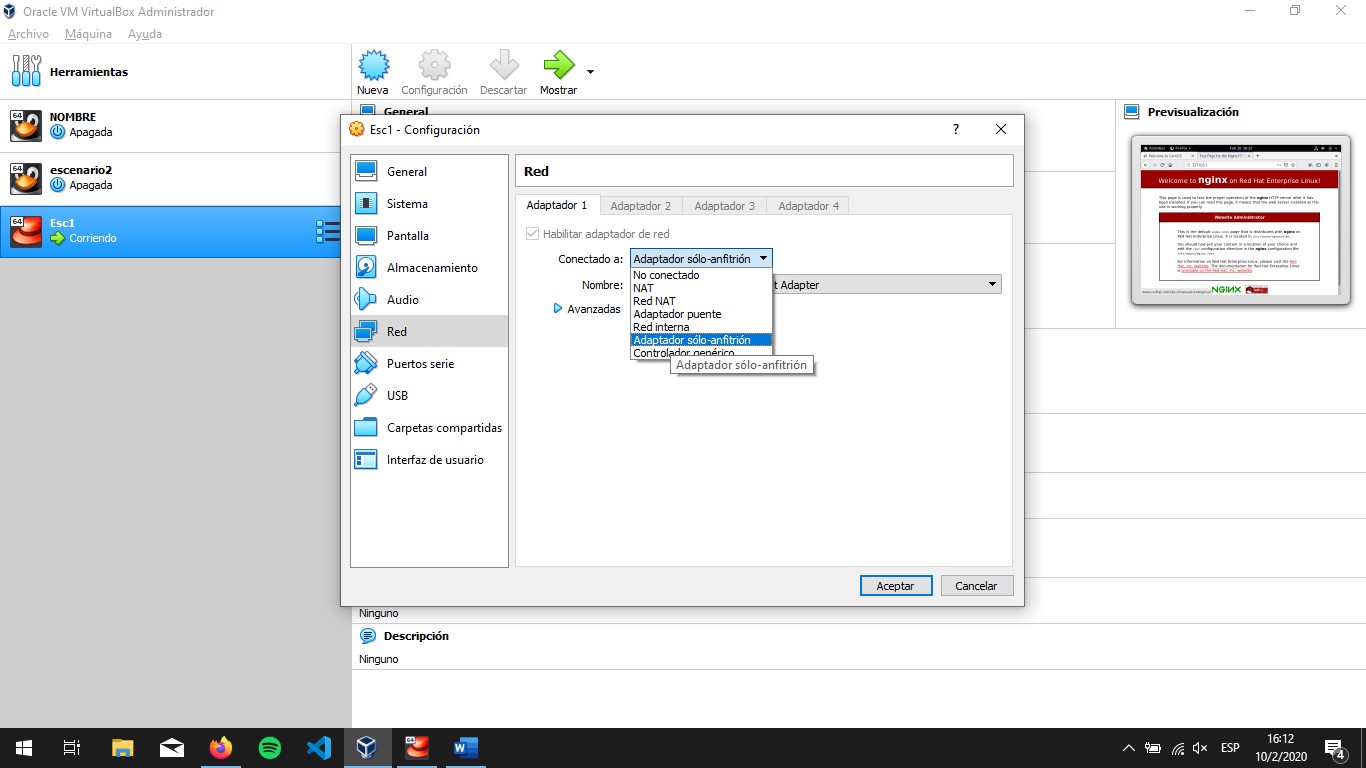 Oracle VM VirtualBox Administrador
Archivo Máquina Ayuda
Herramientas
Nueva Configuración Descartar Mostrar
64 NOMBRE
Apagada
64 escenario2
Apagada
64 Esc1
Corriendo
General
Previsualización
Welcome to nginx on Red Hat Enterprise Linux!
Website Administrator
NGINX
Esc1 - Configuración ?
General
Sistema
Pantalla
Almacenamiento
Audio
Red
Puertos serie
USB
Carpetas compartidas
Interfaz de usuario
Red
Adaptador 1 Adaptador 2 Adaptador 3 Adaptador 4
Habilitar adaptador de red
Conectado a: Adaptador sólo-anfitrión
No conectado
NAT
Red NAT
Adaptador puente
Red interna
Adaptador sólo-anfitrión
Controlador genérico
Adaptador sólo-anfitrión
Nombre: t Adapter
Avanzadas
Aceptar Cancelar
Ninguno
Descripción
Ninguno
64
ESP
16:12
10/2/2020
4